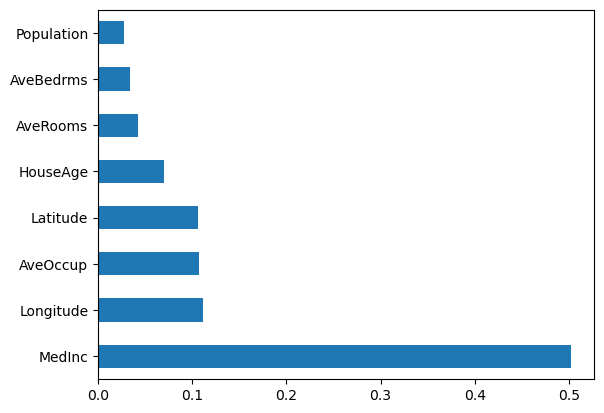 Population
AveBedrms
AveRooms
HouseAge
Latitude
AveOccup
Longitude
MedInc
0.0 0.1 0.2 0.3 0.4 0.5